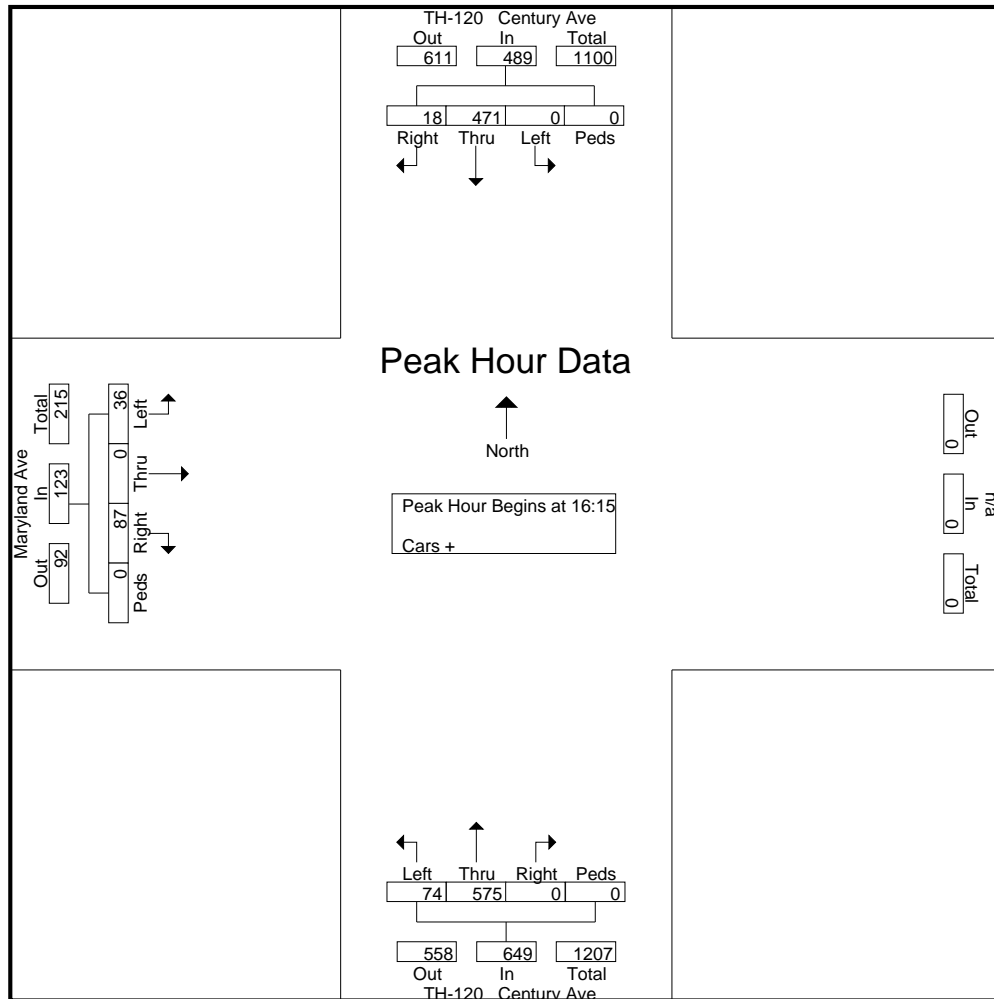 TH-120 Century Ave
Out In Total
611 489 1100
18 471 0 0
Right Thru Left Peds
Peak Hour Data
North
Peak Hour Begins at 16:15
Cars +
Maryland Ave
Out In Total
92 123 215
0 87 0 36
Peds Right Thru Left
n/a
Out In Total
0 0 0
Left Thru Right Peds
74 575 0 0
558 649 1207
Out In Total
TH-120 Century Ave